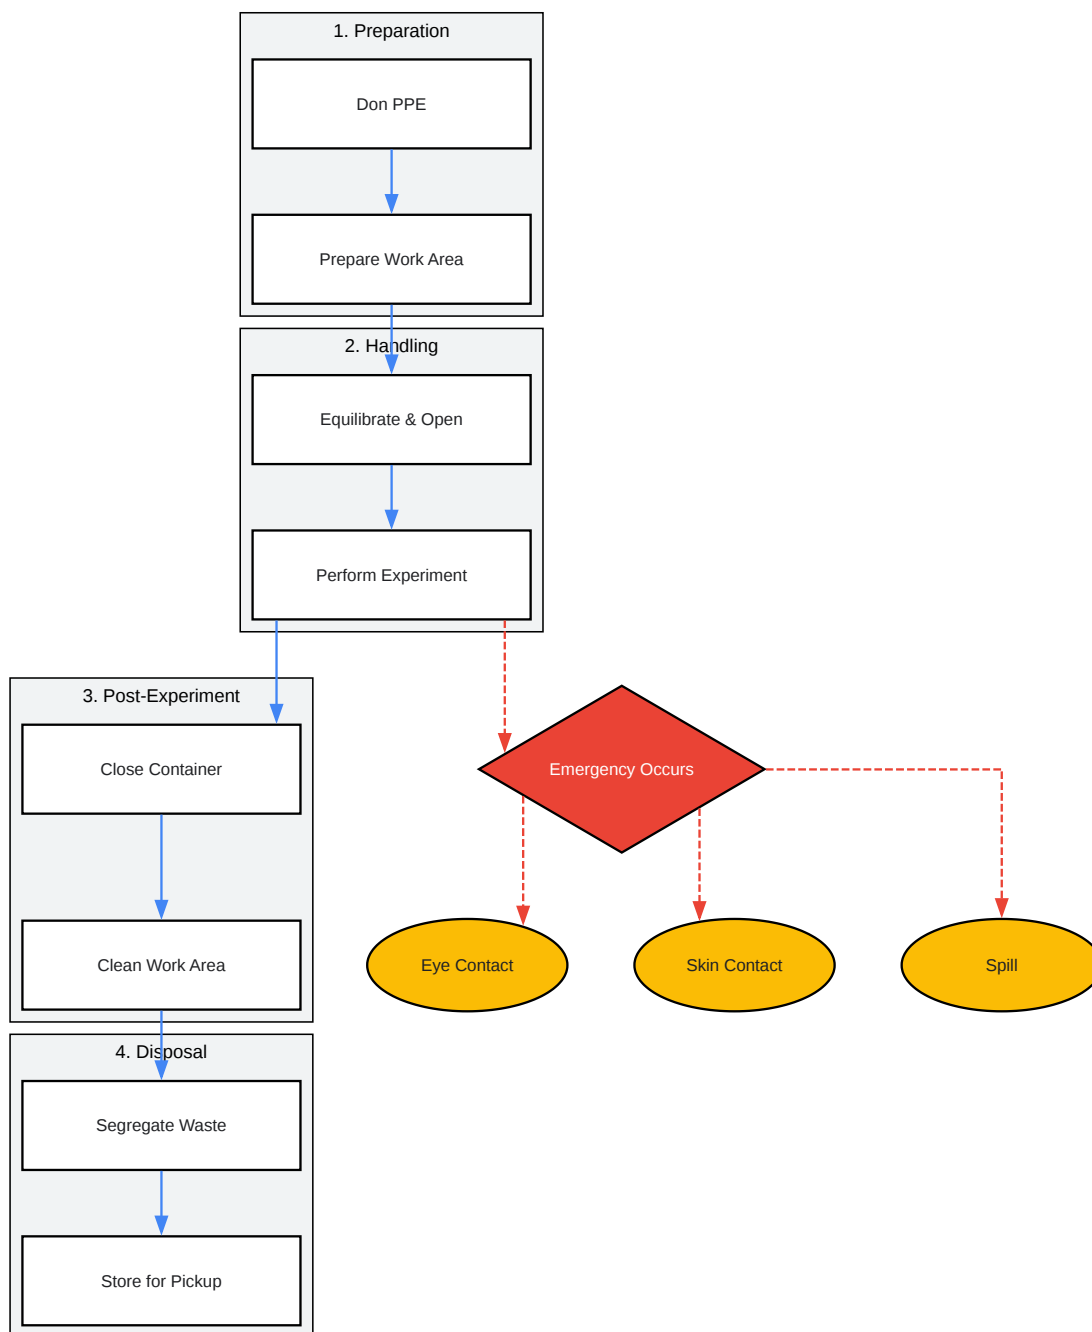 1. Preparation
Don PPE
Prepare Work Area
2. Handling
Equilibrate & Open
Perform Experiment
3. Post-Experiment
Close Container
Emergency Occurs
Clean Work Area
Eye Contact
Skin Contact
Spill
4. Disposal
Segregate Waste
Store for Pickup